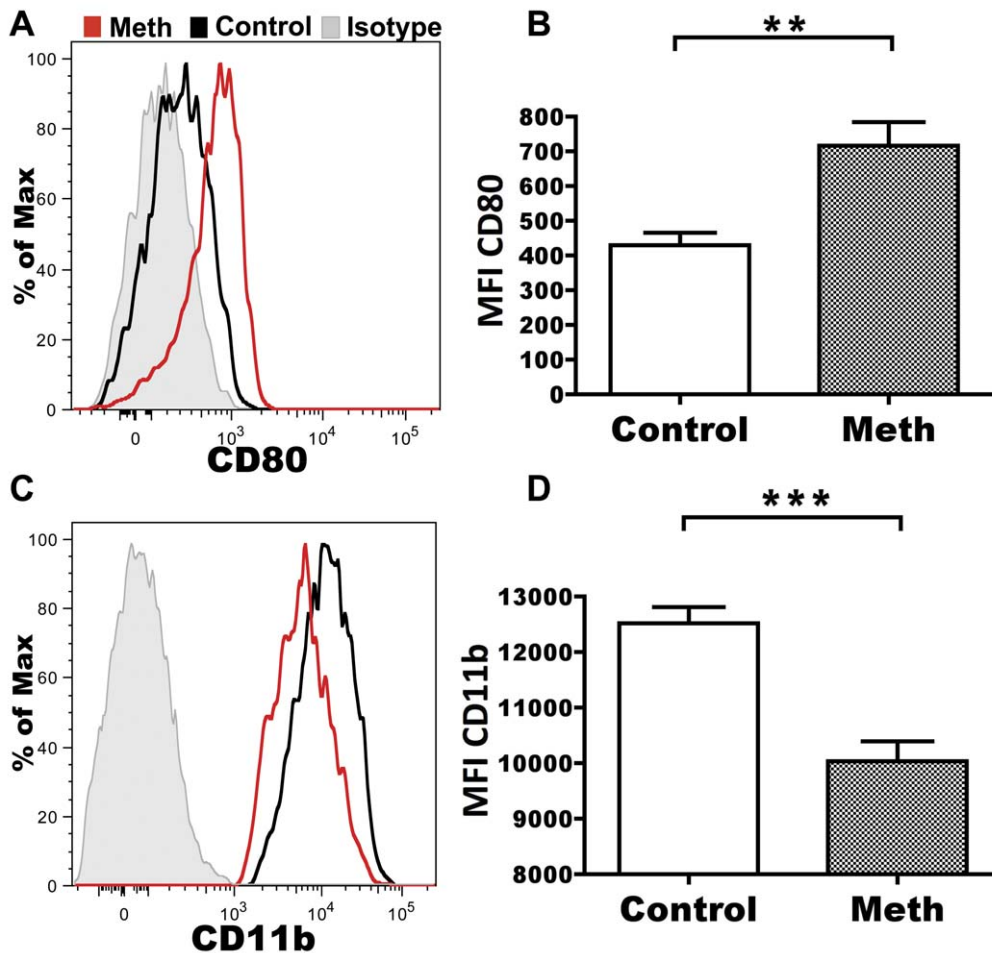 A
Meth Control Isotype
100
80
60
40
20
0
% of Max
0 10³ 10⁴ 10⁵
CD80
B
**
800
700
600
500
400
300
200
100
0
MFI CD80
Control Meth
C
100
80
60
40
20
0
% of Max
0 10³ 10⁴ 10⁵
CD11b
D
***
13000
12000
11000
10000
9000
8000
MFI CD11b
Control Meth